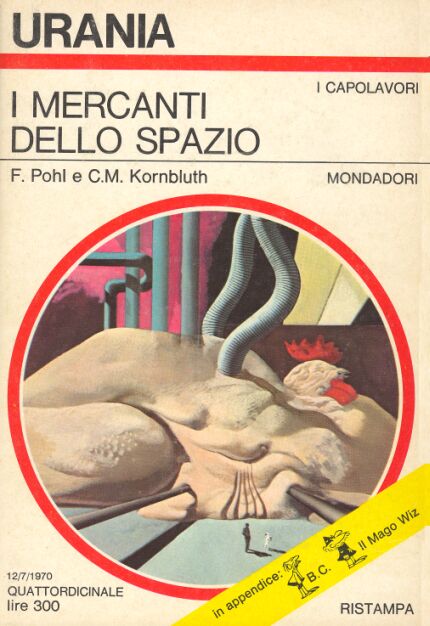 URANIA
I CAPOLAVORI
I MERCANTI
DELLO SPAZIO
F. Pohl e C.M. Kornbluth
MONDADORI
12/7/1970
QUATTORDICINALE
lire 300
in appendice: B.C. Il Mago Wiz
RISTAMPA